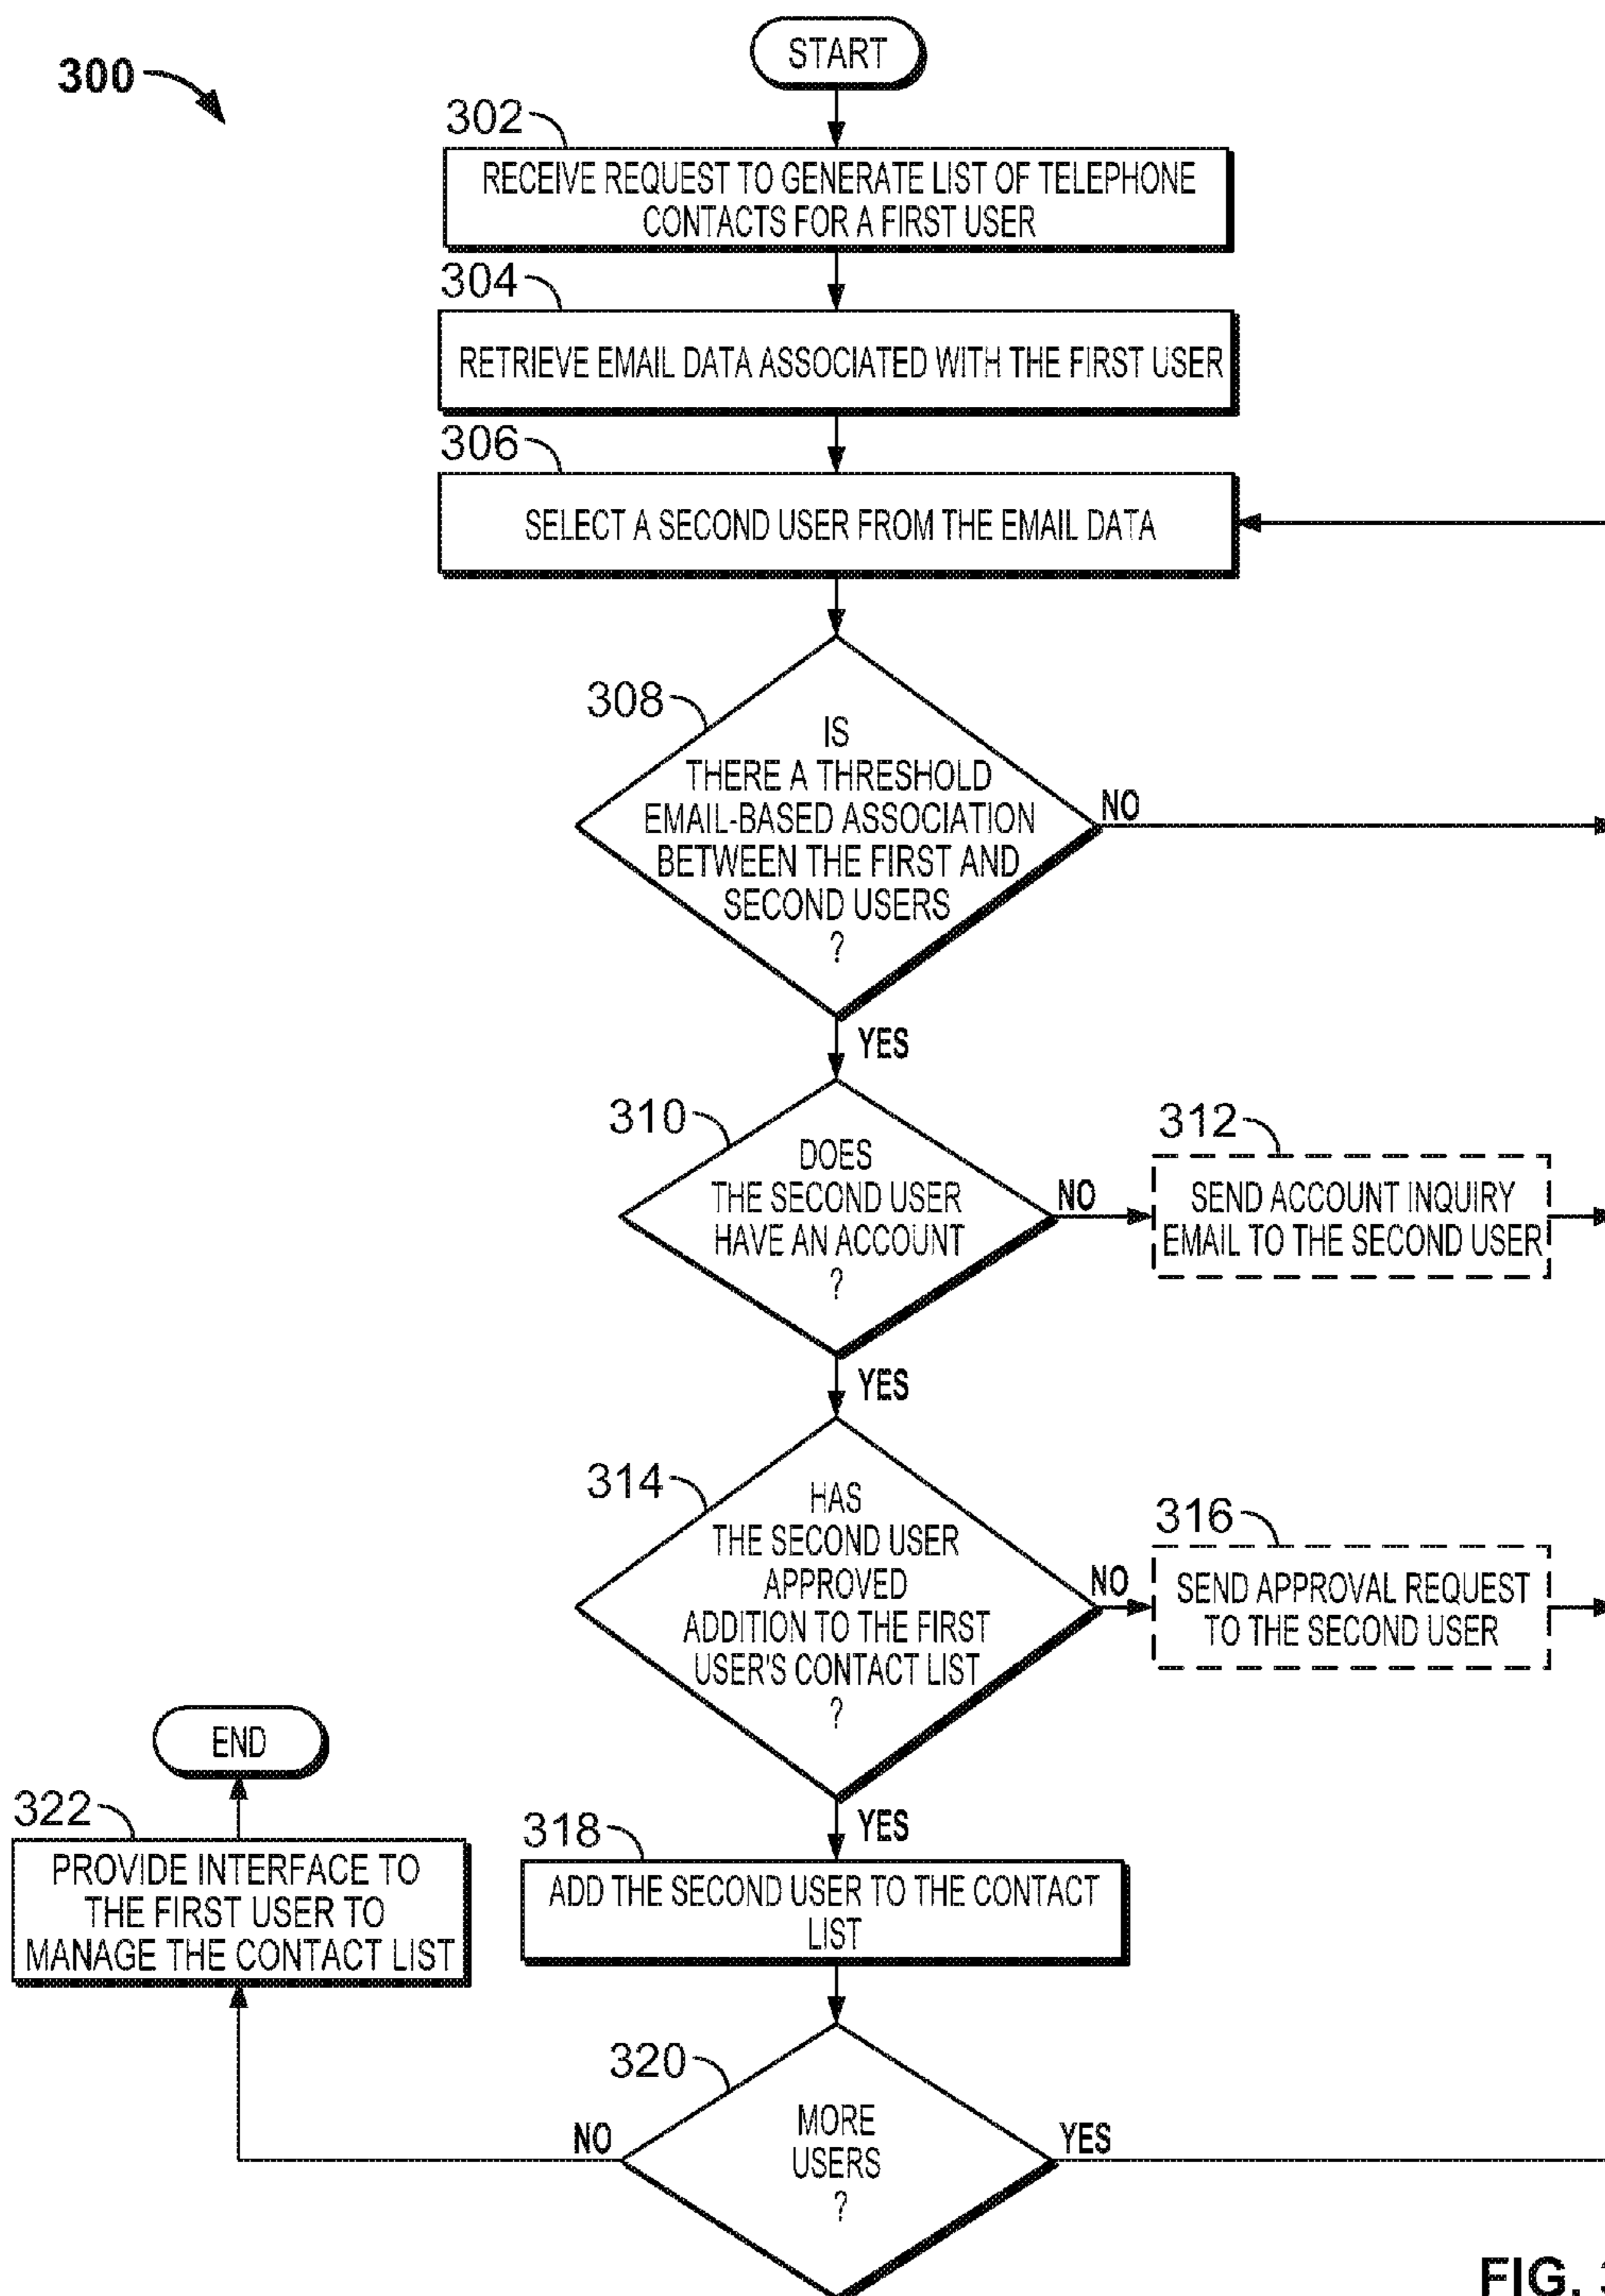 300
START
302
RECEIVE REQUEST TO GENERATE LIST OF TELEPHONE
CONTACTS FOR A FIRST USER
304
RETRIEVE EMAIL DATA ASSOCIATED WITH THE FIRST USER
306
SELECT A SECOND USER FROM THE EMAIL DATA
308
IS
THERE A THRESHOLD
EMAIL-BASED ASSOCIATION
BETWEEN THE FIRST AND
SECOND USERS
?
NO
YES
310
DOES
THE SECOND USER
HAVE AN ACCOUNT
?
NO
312
SEND ACCOUNT INQUIRY
EMAIL TO THE SECOND USER
YES
314
HAS
THE SECOND USER
APPROVED
ADDITION TO THE FIRST
USER'S CONTACT LIST
?
NO
316
SEND APPROVAL REQUEST
TO THE SECOND USER
YES
END
322
PROVIDE INTERFACE TO
THE FIRST USER TO
MANAGE THE CONTACT LIST
318
ADD THE SECOND USER TO THE CONTACT
LIST
320
MORE
USERS
?
NO
YES
FIG.